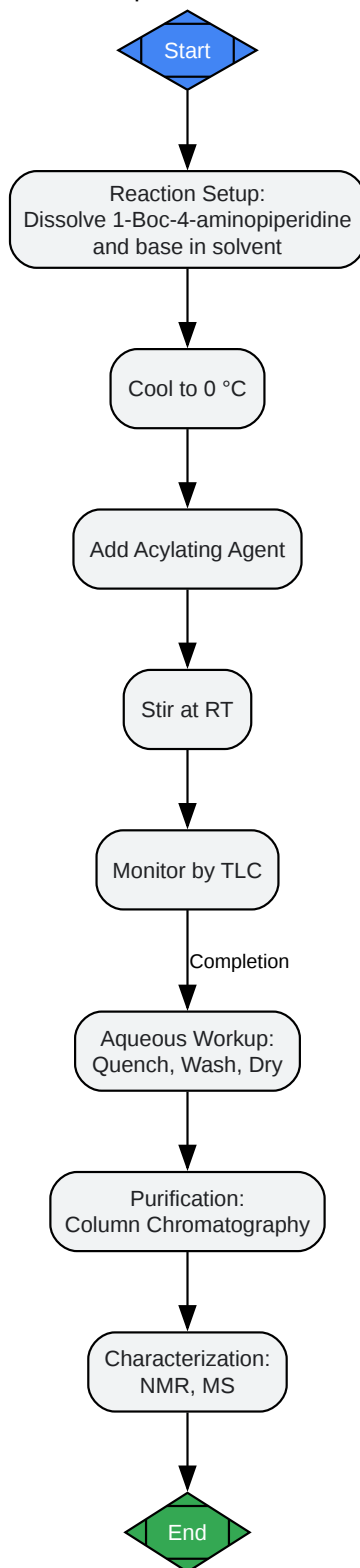 Start
Reaction Setup:
Dissolve 1-Boc-4-aminopiperidine
and base in solvent
Cool to 0 °C
Add Acylating Agent
Stir at RT
Monitor by TLC
Completion
Aqueous Workup:
Quench, Wash, Dry
Purification:
Column Chromatography
Characterization:
NMR, MS
End